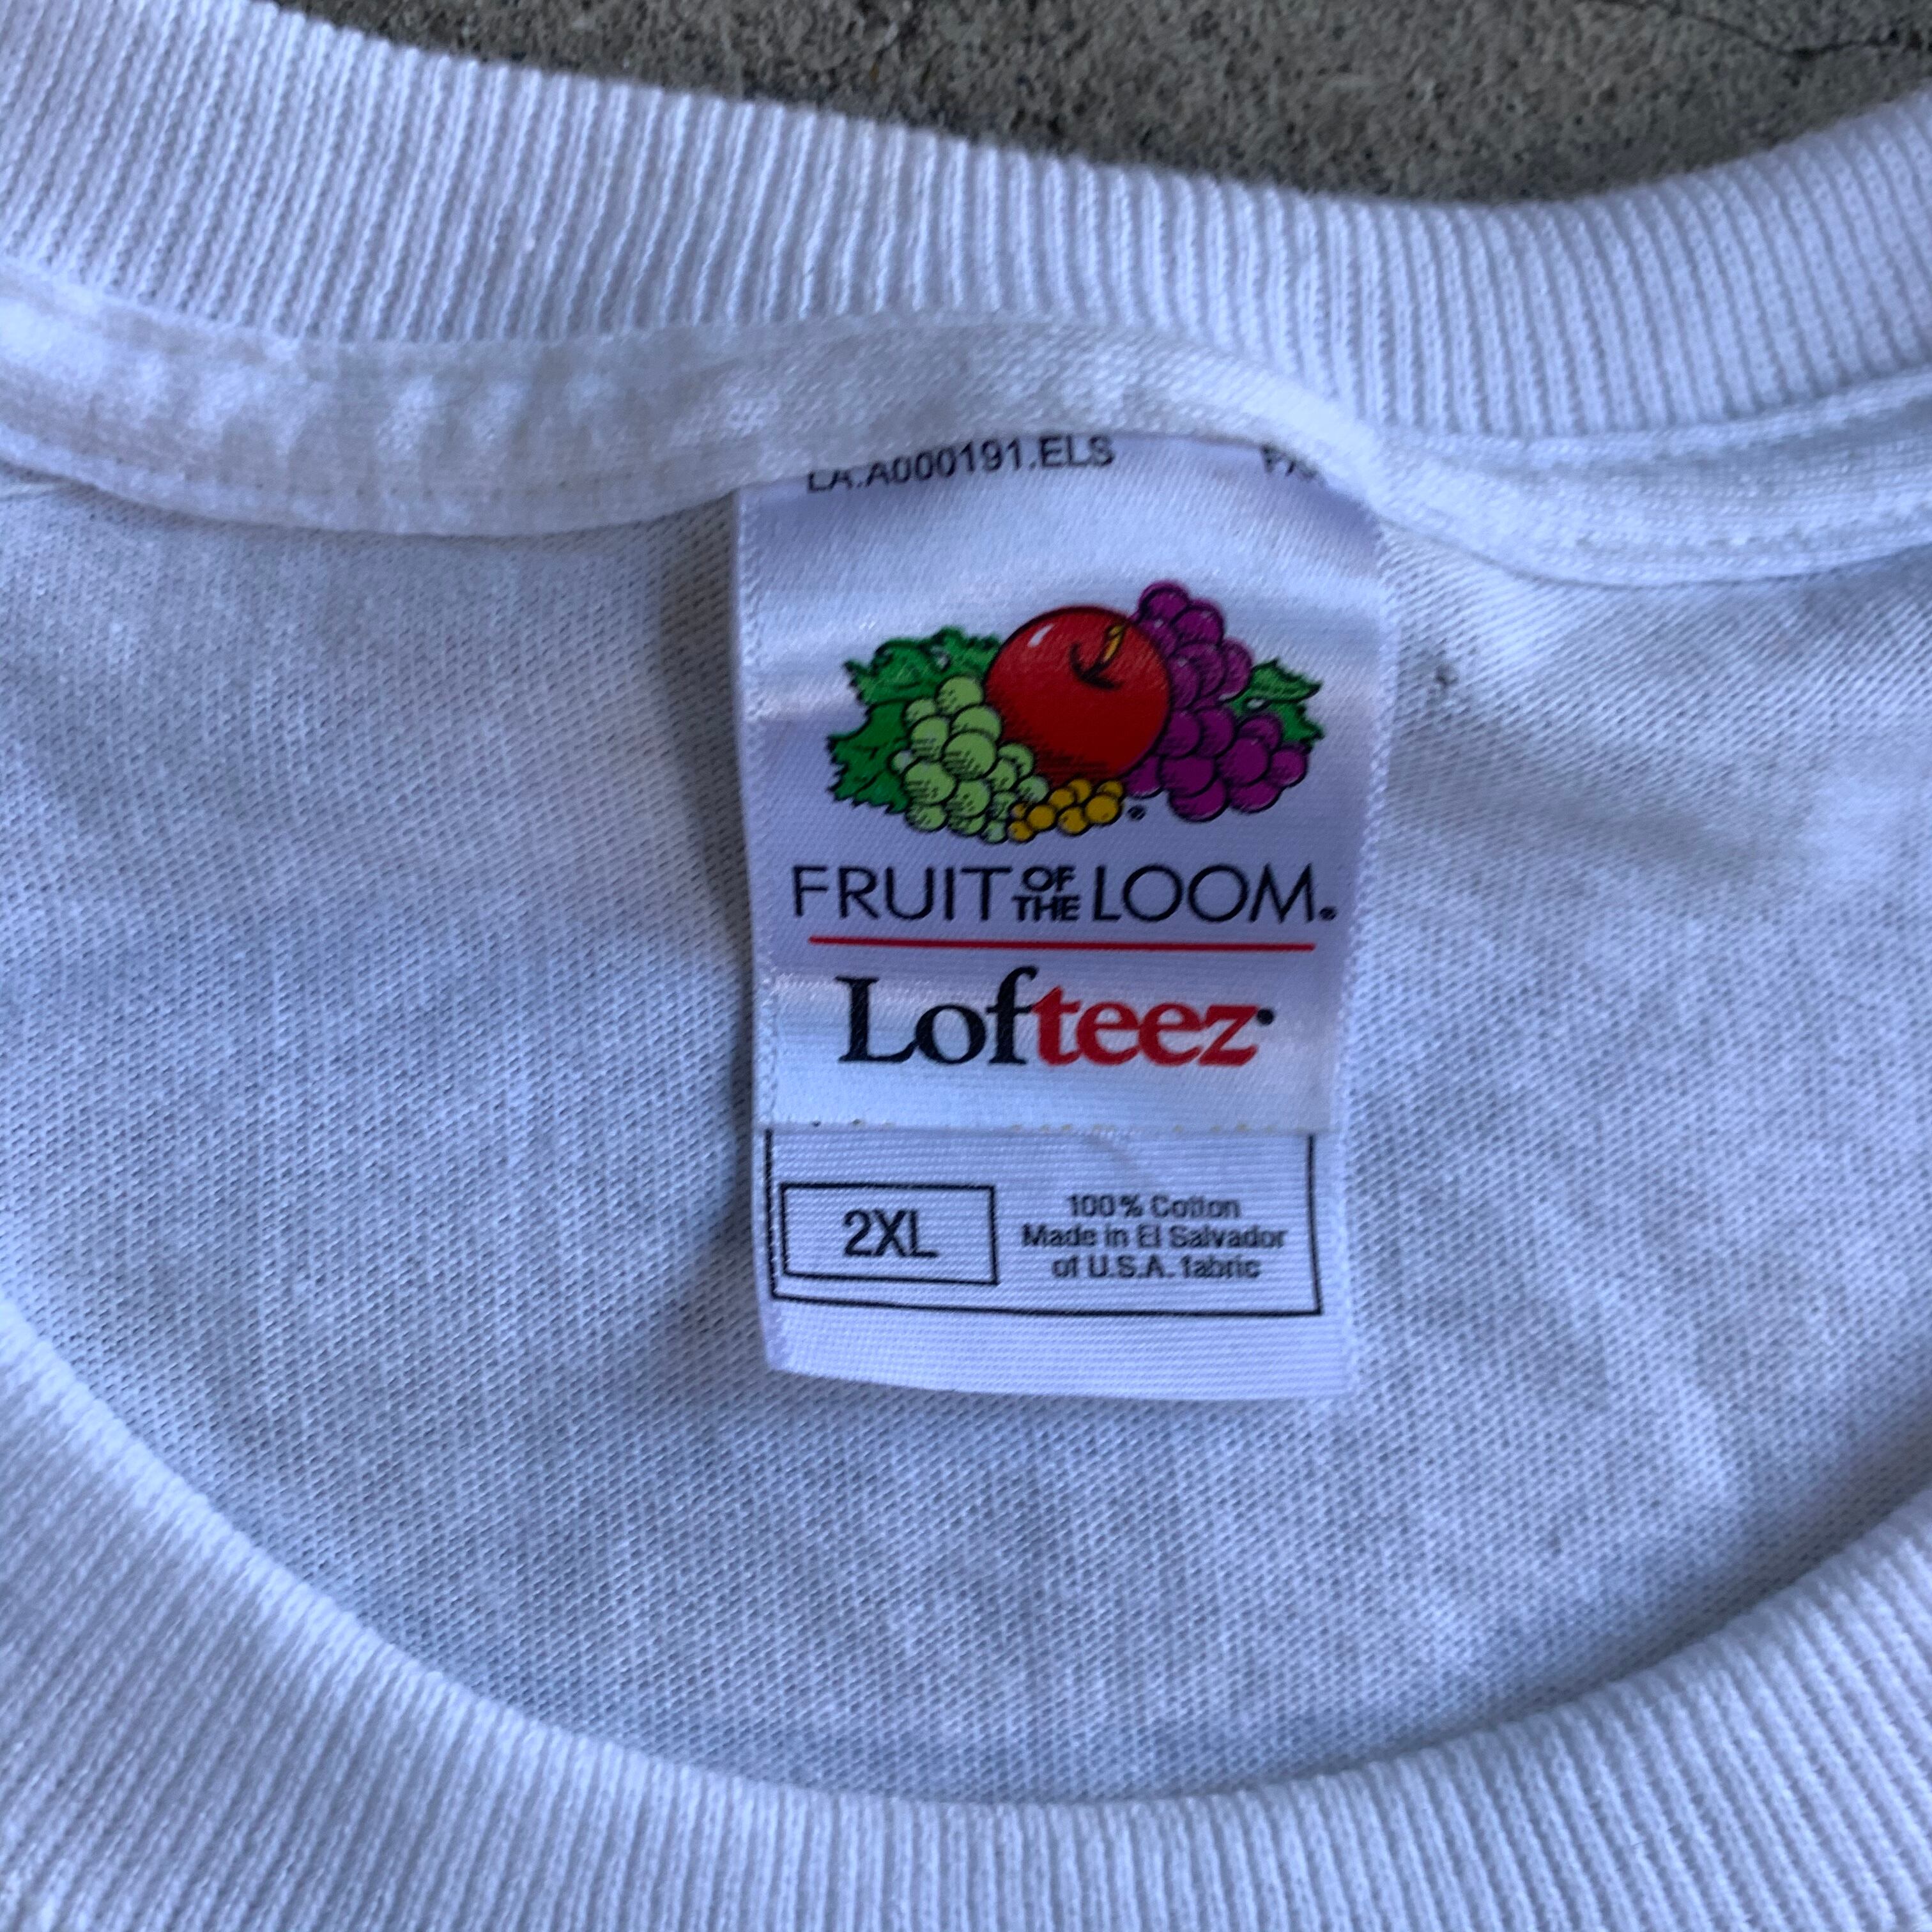 LA.A000191.ELS
FRUIT OF THE LOOM®
Lofteez
2XL
100% Cotton
Made in El Salvador
of U.S.A. fabric